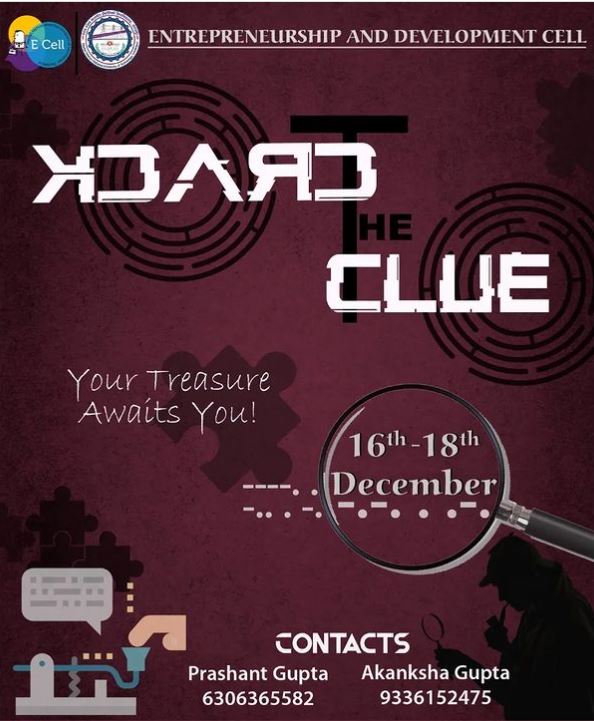 E Cell
ENTREPRENEURSHIP AND DEVELOPMENT CELL
CRACK
THE
CLUE
Your Treasure
Awaits You!
16th-18th
December
CONTACTS
Prashant Gupta Akanksha Gupta
6306365582 9336152475